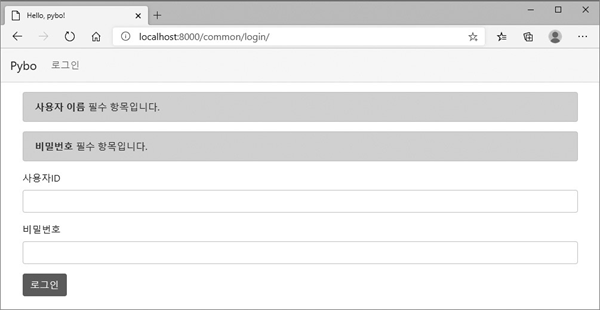 Hello, pybo!
localhost:8000/common/login/
Pybo 로그인
사용자 이름 필수 항목입니다.
비밀번호 필수 항목입니다.
사용자ID
비밀번호
로그인